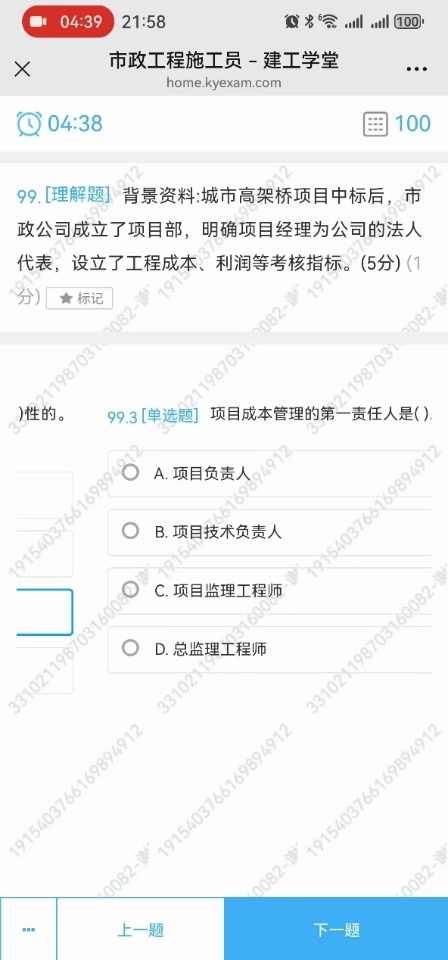 04:39 21:58 6 100
市政工程施工员 – 建工学堂
home.kyexam.com
04:38 100
99. [理解题] 背景资料:城市高架桥项目中标后，市
政公司成立了项目部，明确项目经理为公司的法人
代表，设立了工程成本、利润等考核指标。(5分) (1
分) ★ 标记
)性的。 99.3 [单选题] 项目成本管理的第一责任人是( ).
A. 项目负责人
B. 项目技术负责人
C. 项目监理工程师
D. 总监理工程师
上一题 下一题